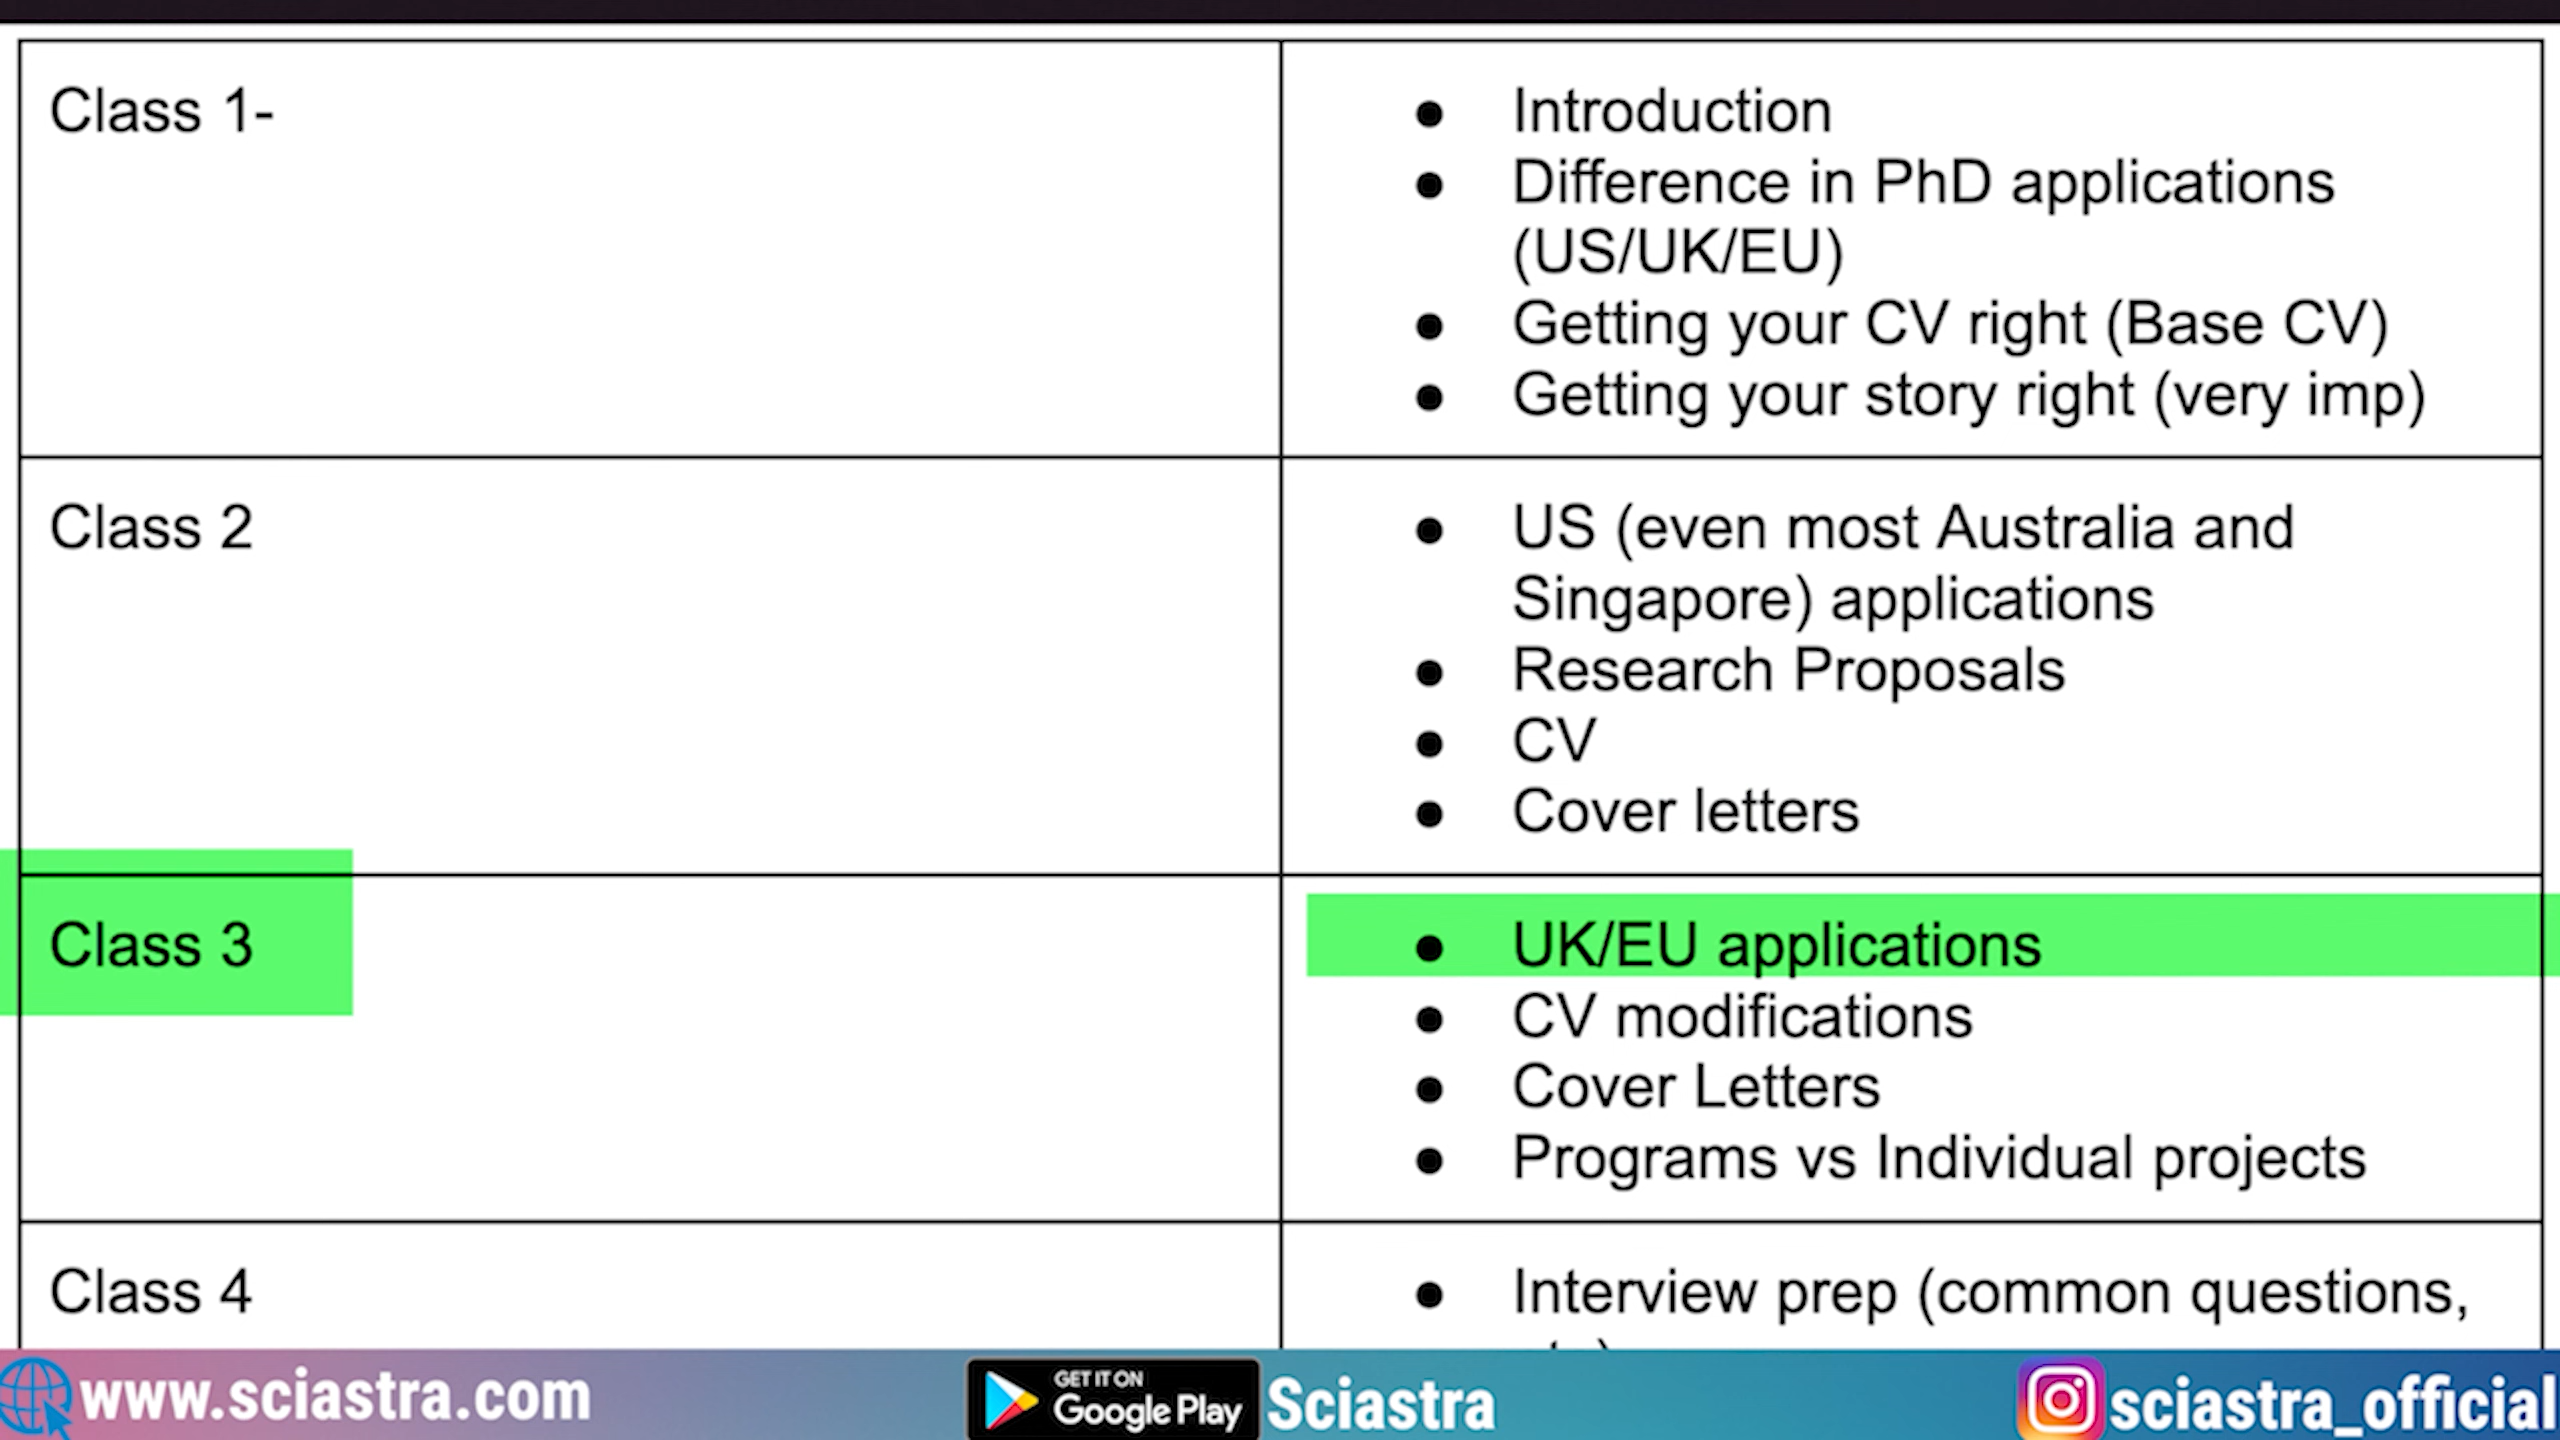 Class 1-
● Introduction
● Difference in PhD applications
(US/UK/EU)
● Getting your CV right (Base CV)
● Getting your story right (very imp)
Class 2
● US (even most Australia and
Singapore) applications
● Research Proposals
● CV
● Cover letters
Class 3
● UK/EU applications
● CV modifications
● Cover Letters
● Programs vs Individual projects
Class 4
● Interview prep (common questions,
www.sciastra.com
GET IT ON
Google Play
Sciastra
sciastra_official